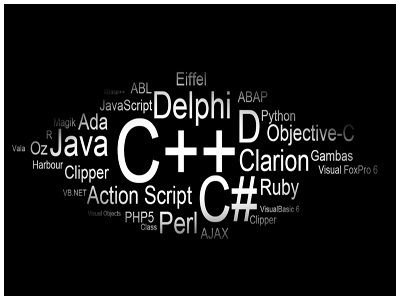 Eiffel
ABL
ABAP
JavaScript
Delphi
Magik
Ada
D
Python
R
Objective-C
Vala
Oz
Java
C++
Clarion
Gambas
Harbour
Clipper
Visual FoxPro 6
VB.NET
Action Script
C#
Ruby
Visual Objects
PHP5
Perl
VisualBasic 6
Class
Clipper
AJAX